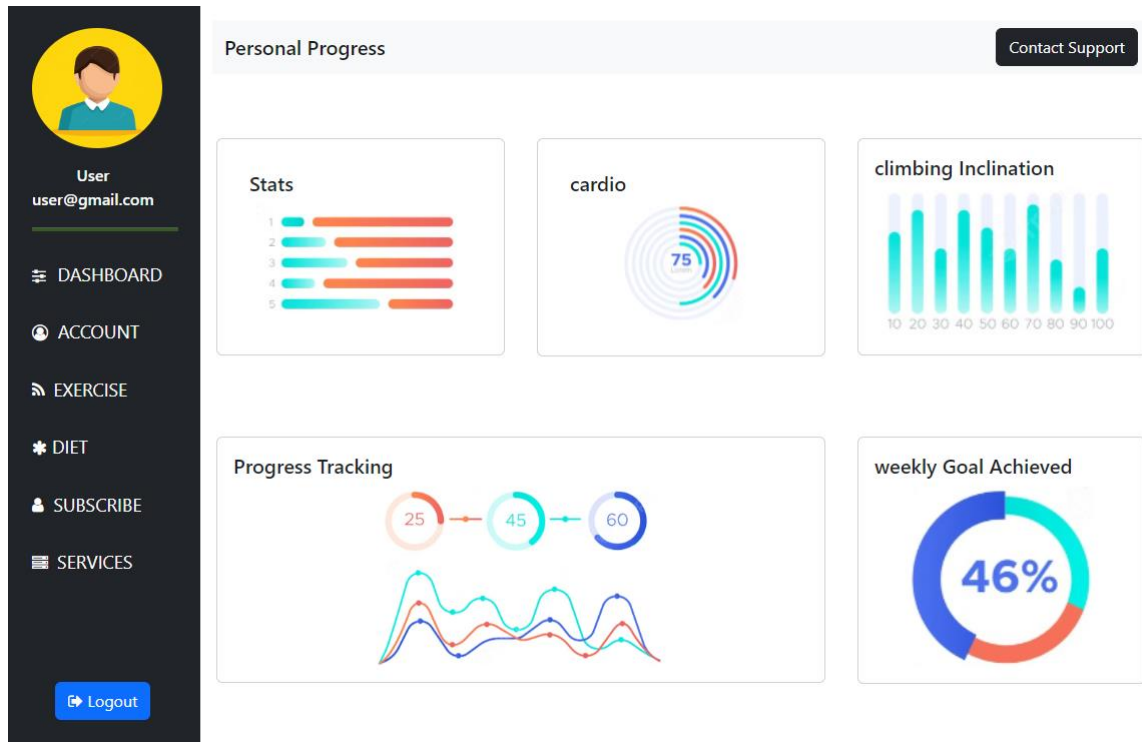 User
user@gmail.com
DASHBOARD
ACCOUNT
EXERCISE
DIET
SUBSCRIBE
SERVICES
Logout
Personal Progress
Contact Support
Stats
1
2
3
4
5
cardio
75
climbing Inclination
10 20 30 40 50 60 70 80 90 100
Progress Tracking
25 45 60
weekly Goal Achieved
46%